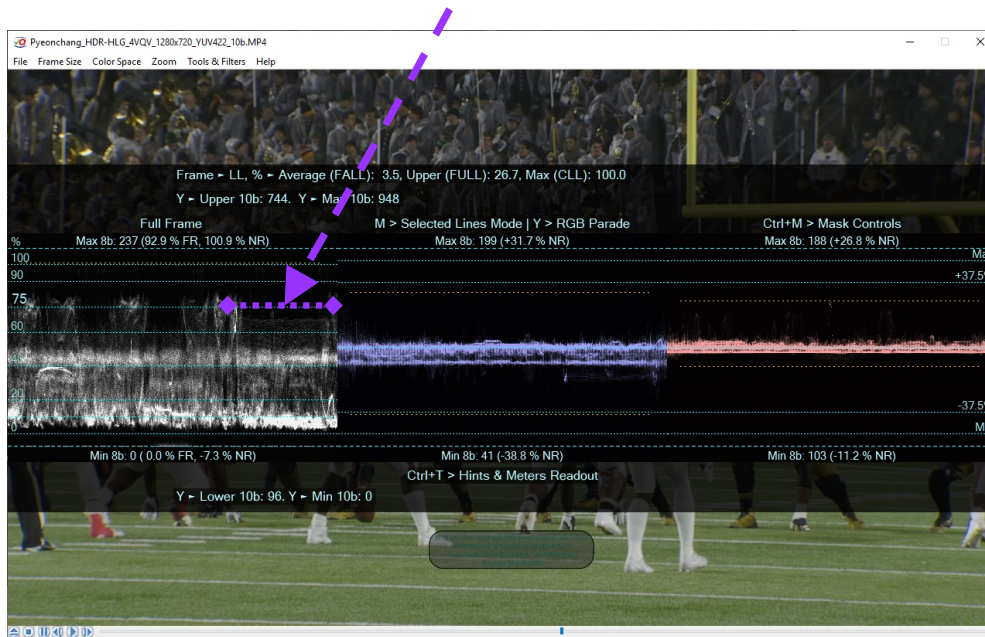 Pyeonchang_HDR-HLG_4VQV_1280x720_YUV422_10b.MP4
File Frame Size Color Space Zoom Tools & Filters Help
Frame ► LL, % ► Average (FALL): 3.5, Upper (FULL): 26.7, Max (CLL): 100.0
Y ► Upper 10b: 744. Y ► Max 10b: 948
Full Frame M > Selected Lines Mode | Y > RGB Parade Ctrl+M > Mask Controls
% Max 8b: 237 (92.9 % FR, 100.9 % NR) Max 8b: 199 (+31.7 % NR) Max 8b: 188 (+26.8 % NR)
100
90 +37.5
75
60
20
0 -37.5
Min 8b: 0 ( 0.0 % FR, -7.3 % NR) Min 8b: 41 (-38.8 % NR) Min 8b: 103 (-11.2 % NR)
Ctrl+T > Hints & Meters Readout
Y ► Lower 10b: 96. Y ► Min 10b: 0